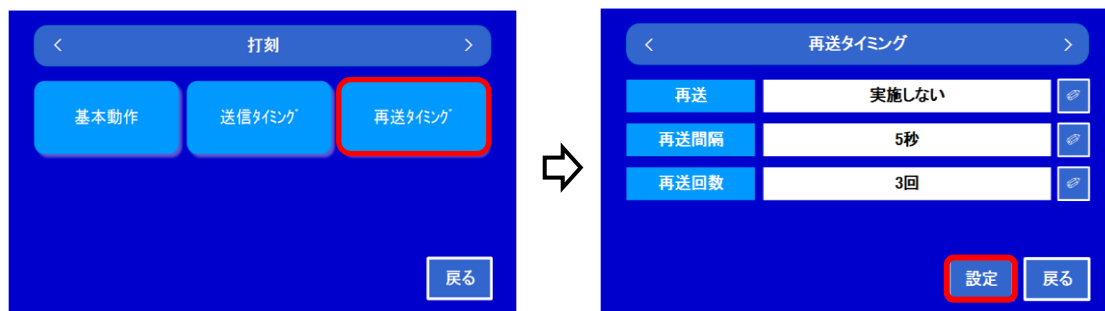 < 打刻 >
基本動作
送信ﾀｲﾐﾝｸﾞ
再送ﾀｲﾐﾝｸﾞ
戻る
< 再送タイミング >
再送 実施しない
再送間隔 5秒
再送回数 3回
設定
戻る